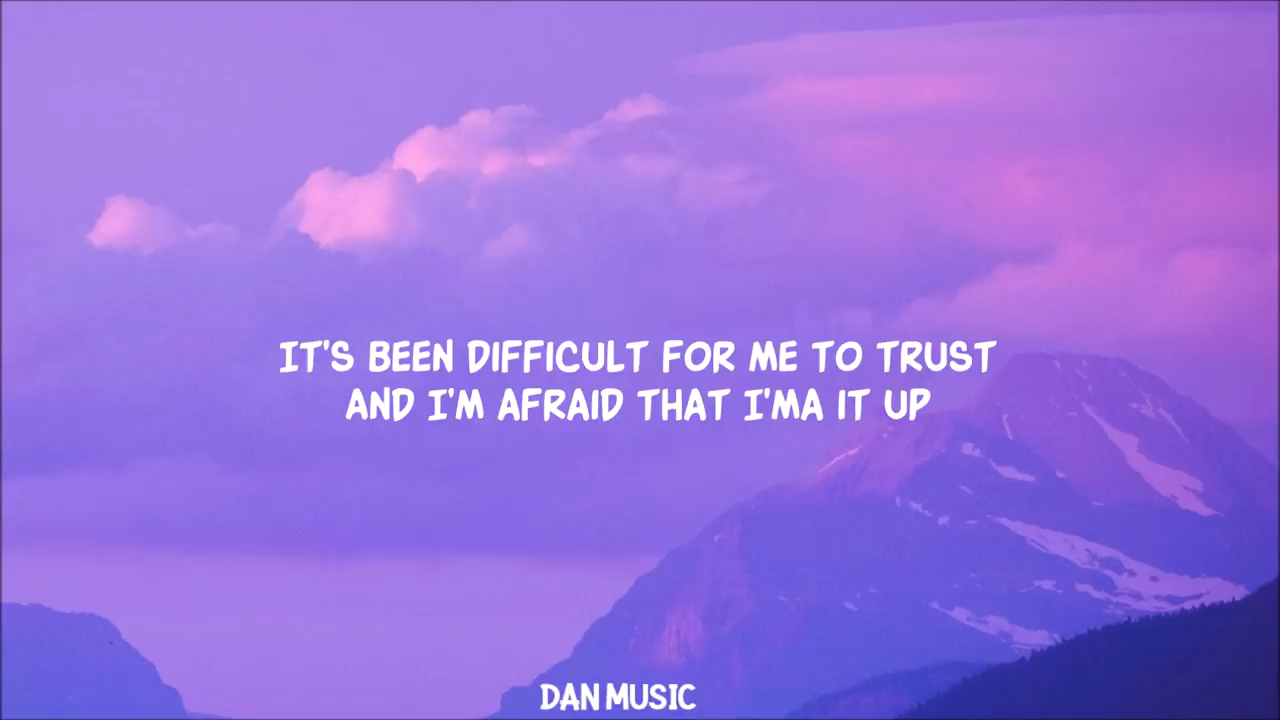 IT'S BEEN DIFFICULT FOR ME TO TRUST
AND I'M AFRAID THAT I'MA IT UP
DAN MUSIC